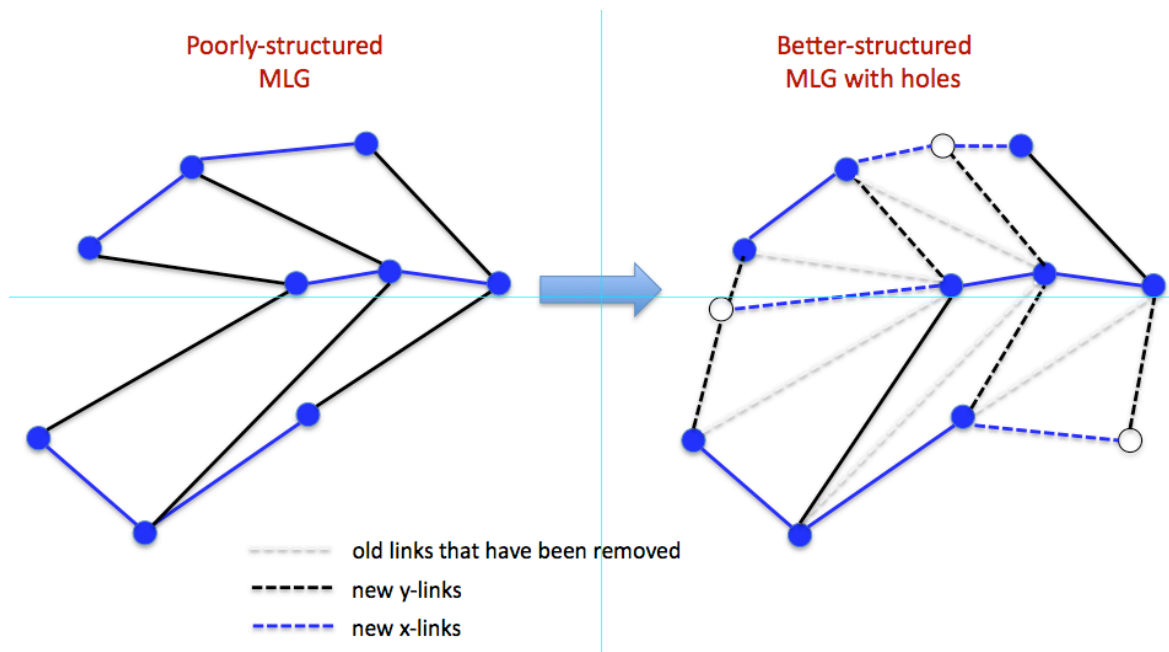 Poorly-structured
MLG
Better-structured
MLG with holes
old links that have been removed
new y-links
new x-links